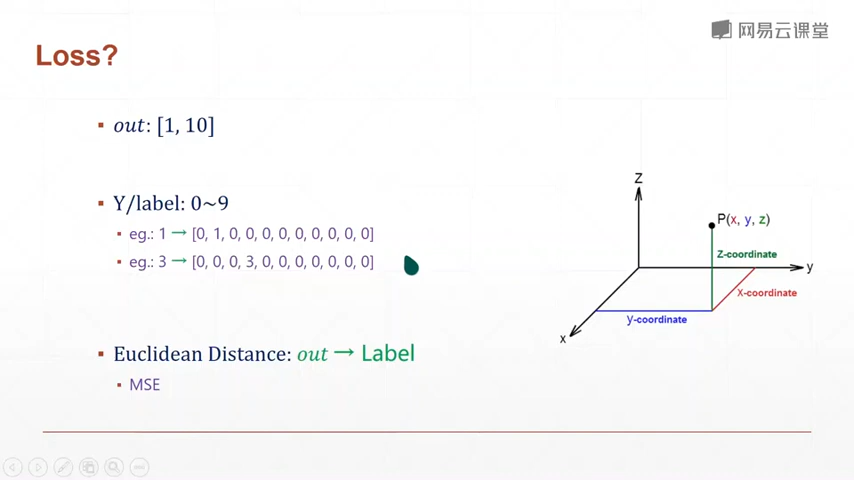 网易云课堂
Loss?
out: [1, 10]
Y/label: 0~9
eg.: 1 → [0, 1, 0, 0, 0, 0, 0, 0, 0, 0, 0]
eg.: 3 → [0, 0, 0, 3, 0, 0, 0, 0, 0, 0, 0]
Euclidean Distance: out → Label
MSE
Z
P(x, y, z)
Z-coordinate
y
X-coordinate
y-coordinate
x